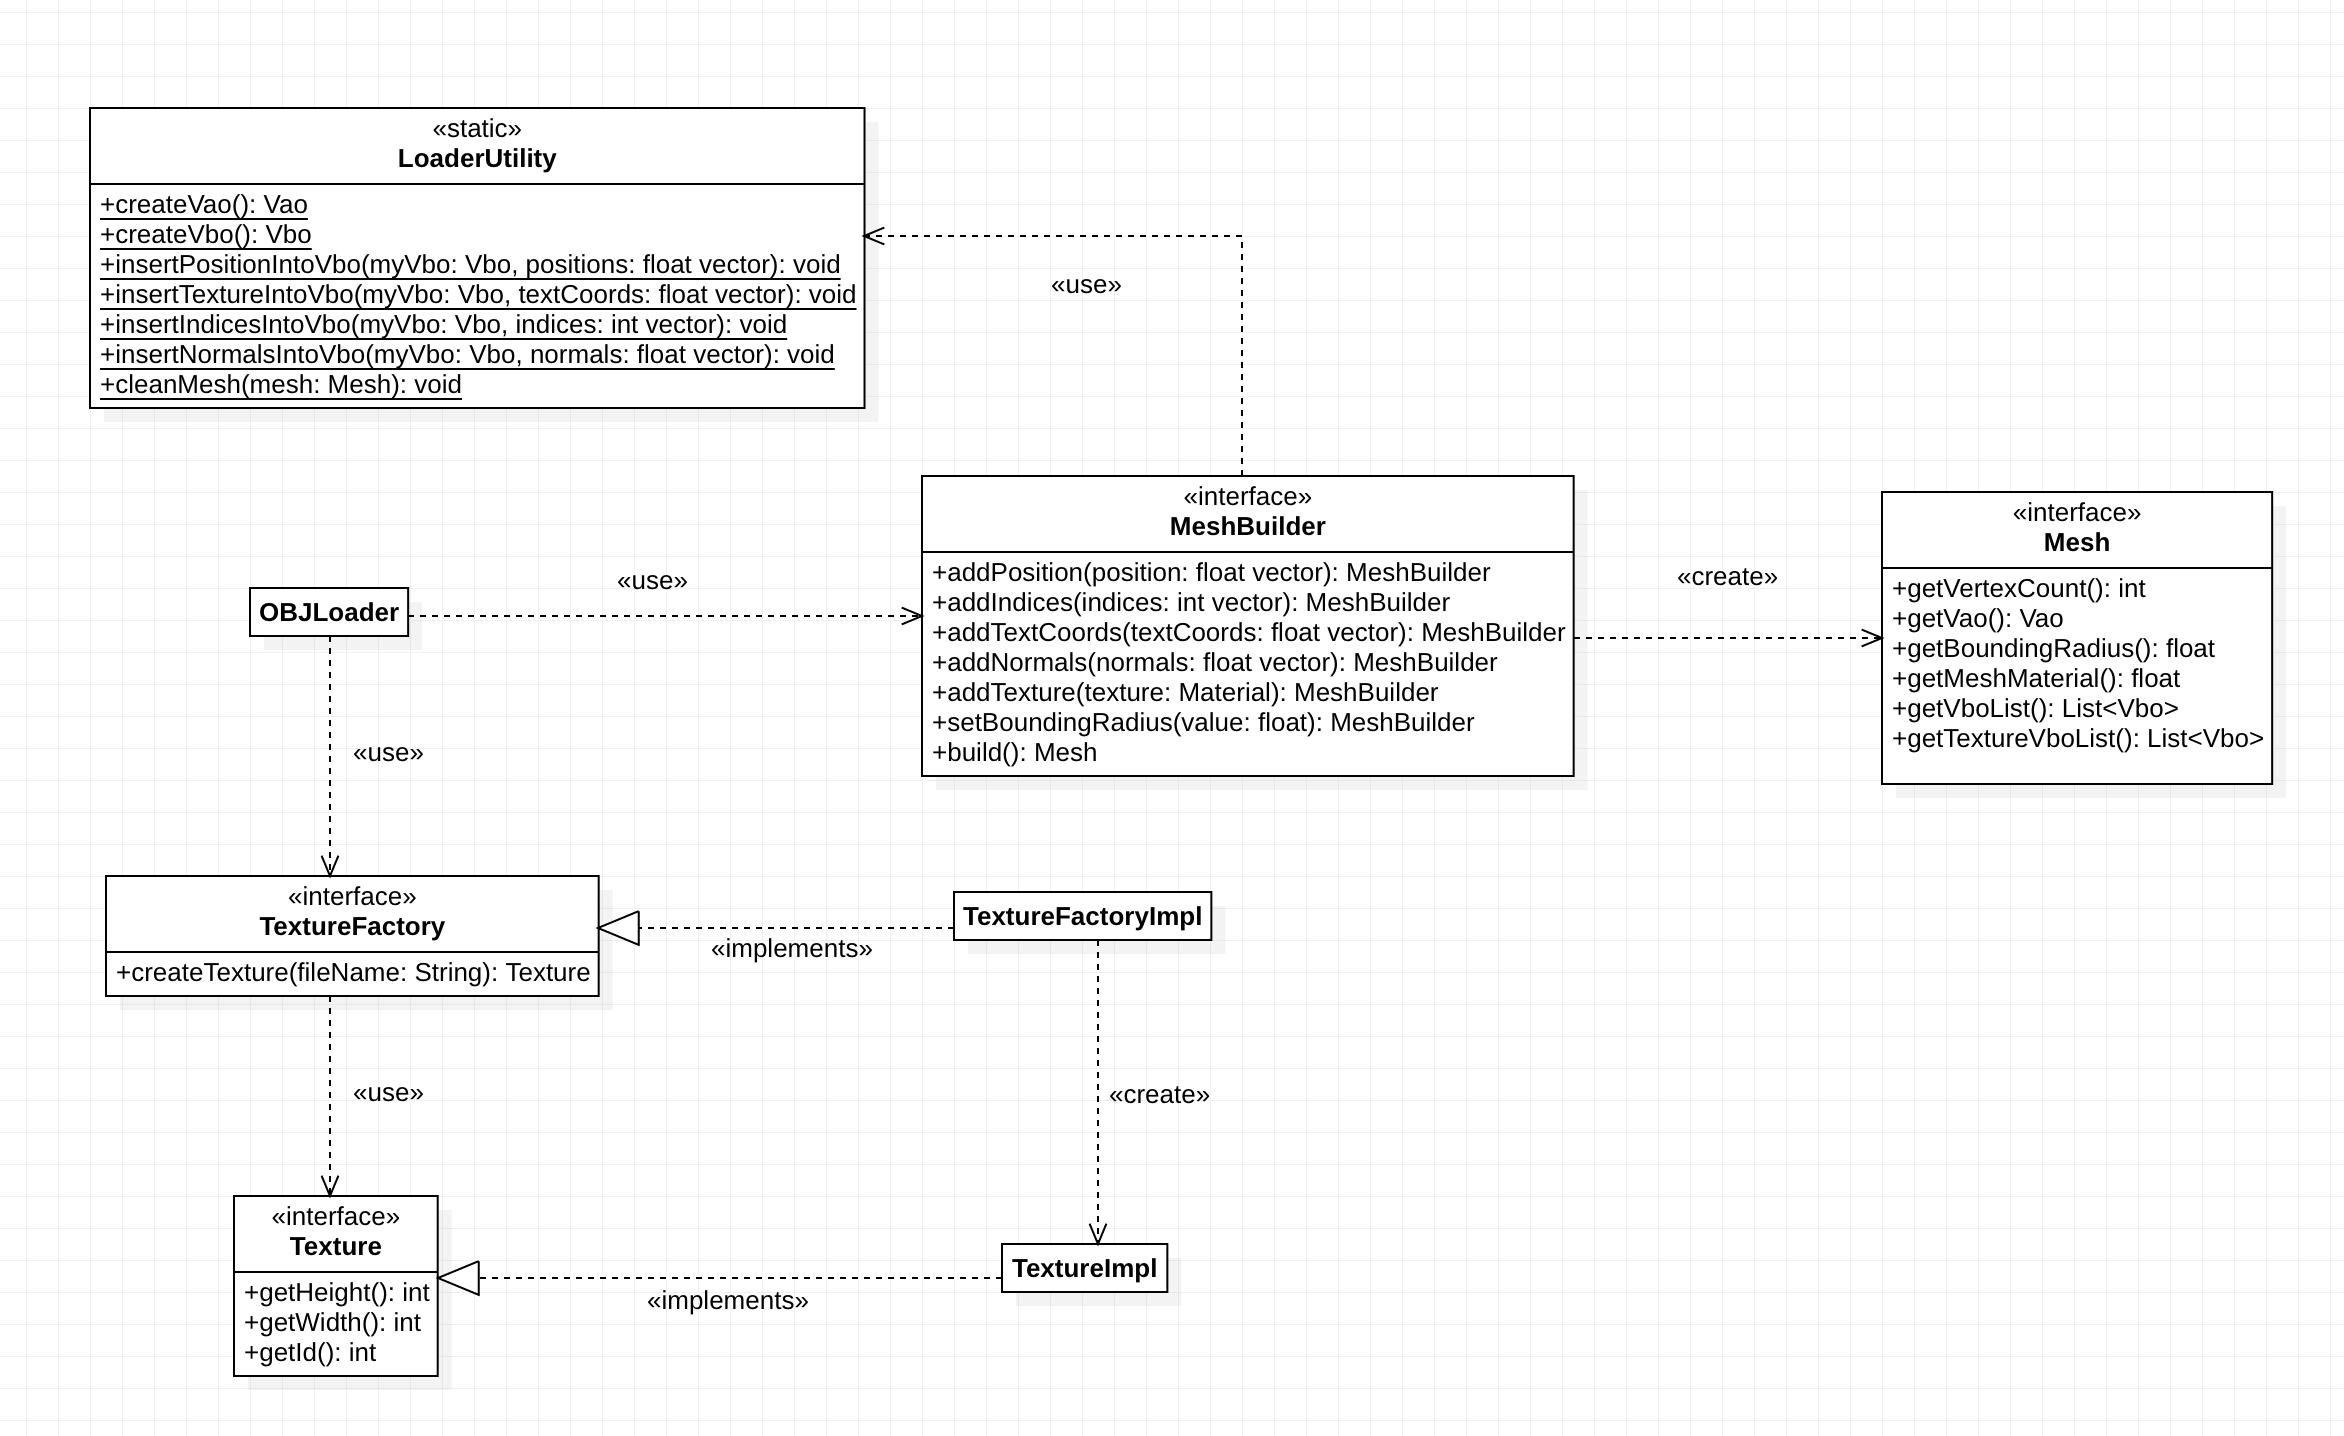 «static»
LoaderUtility
+createVao(): Vao
+createVbo(): Vbo
+insertPositionIntoVbo(myVbo: Vbo, positions: float vector): void
+insertTextureIntoVbo(myVbo: Vbo, textCoords: float vector): void
+insertIndicesIntoVbo(myVbo: Vbo, indices: int vector): void
+insertNormalsIntoVbo(myVbo: Vbo, normals: float vector): void
+cleanMesh(mesh: Mesh): void
«use»
«interface»
MeshBuilder
+addPosition(position: float vector): MeshBuilder
+addIndices(indices: int vector): MeshBuilder
+addTextCoords(textCoords: float vector): MeshBuilder
+addNormals(normals: float vector): MeshBuilder
+addTexture(texture: Material): MeshBuilder
+setBoundingRadius(value: float): MeshBuilder
+build(): Mesh
«create»
«interface»
Mesh
+getVertexCount(): int
+getVao(): Vao
+getBoundingRadius(): float
+getMeshMaterial(): float
+getVboList(): List<Vbo>
+getTextureVboList(): List<Vbo>
OBJLoader
«use»
«use»
«interface»
TextureFactory
+createTexture(fileName: String): Texture
«implements»
TextureFactoryImpl
«use»
«create»
«interface»
Texture
+getHeight(): int
+getWidth(): int
+getId(): int
«implements»
TextureImpl